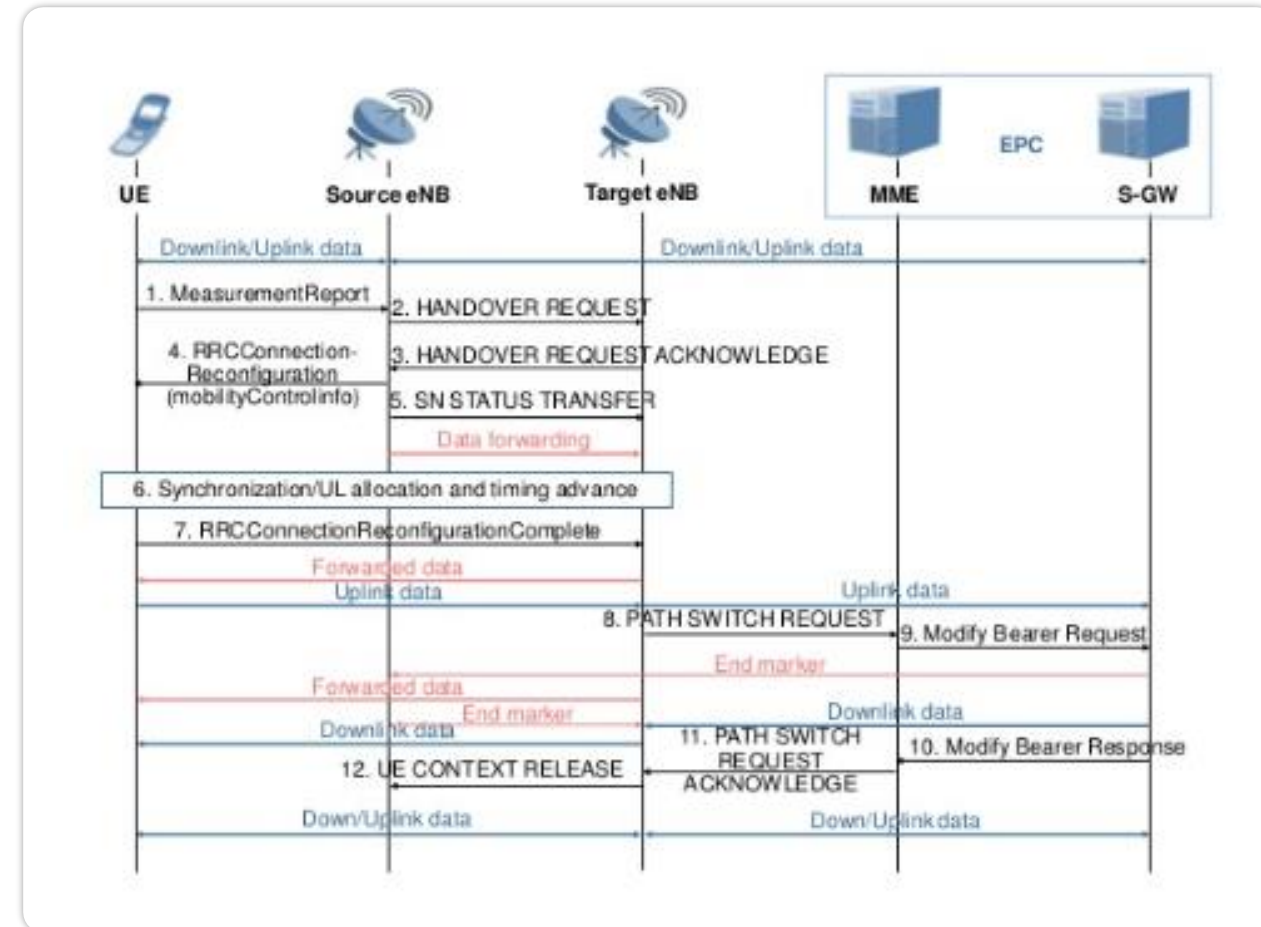 EPC
UE
Source eNB
Target eNB
MME
S-GW
Downlink/Uplink data
Downlink/Uplink data
1. MeasurementReport
2. HANDOVER REQUEST
4. RRCConnection-
Reconfiguration
(mobilityControlinfo)
3. HANDOVER REQUEST ACKNOWLEDGE
5. SN STATUS TRANSFER
Data forwarding
6. Synchronization/UL allocation and timing advance
7. RRCConnectionReconfigurationComplete
Forwarded data
Uplink data
Uplink data
8. PATH SWITCH REQUEST
9. Modify Bearer Request
End marker
Forwarded data
End marker
Downlink data
Downlink data
11. PATH SWITCH
REQUEST
ACKNOWLEDGE
10. Modify Bearer Response
12. UE CONTEXT RELEASE
Down/Uplink data
Down/Uplink data